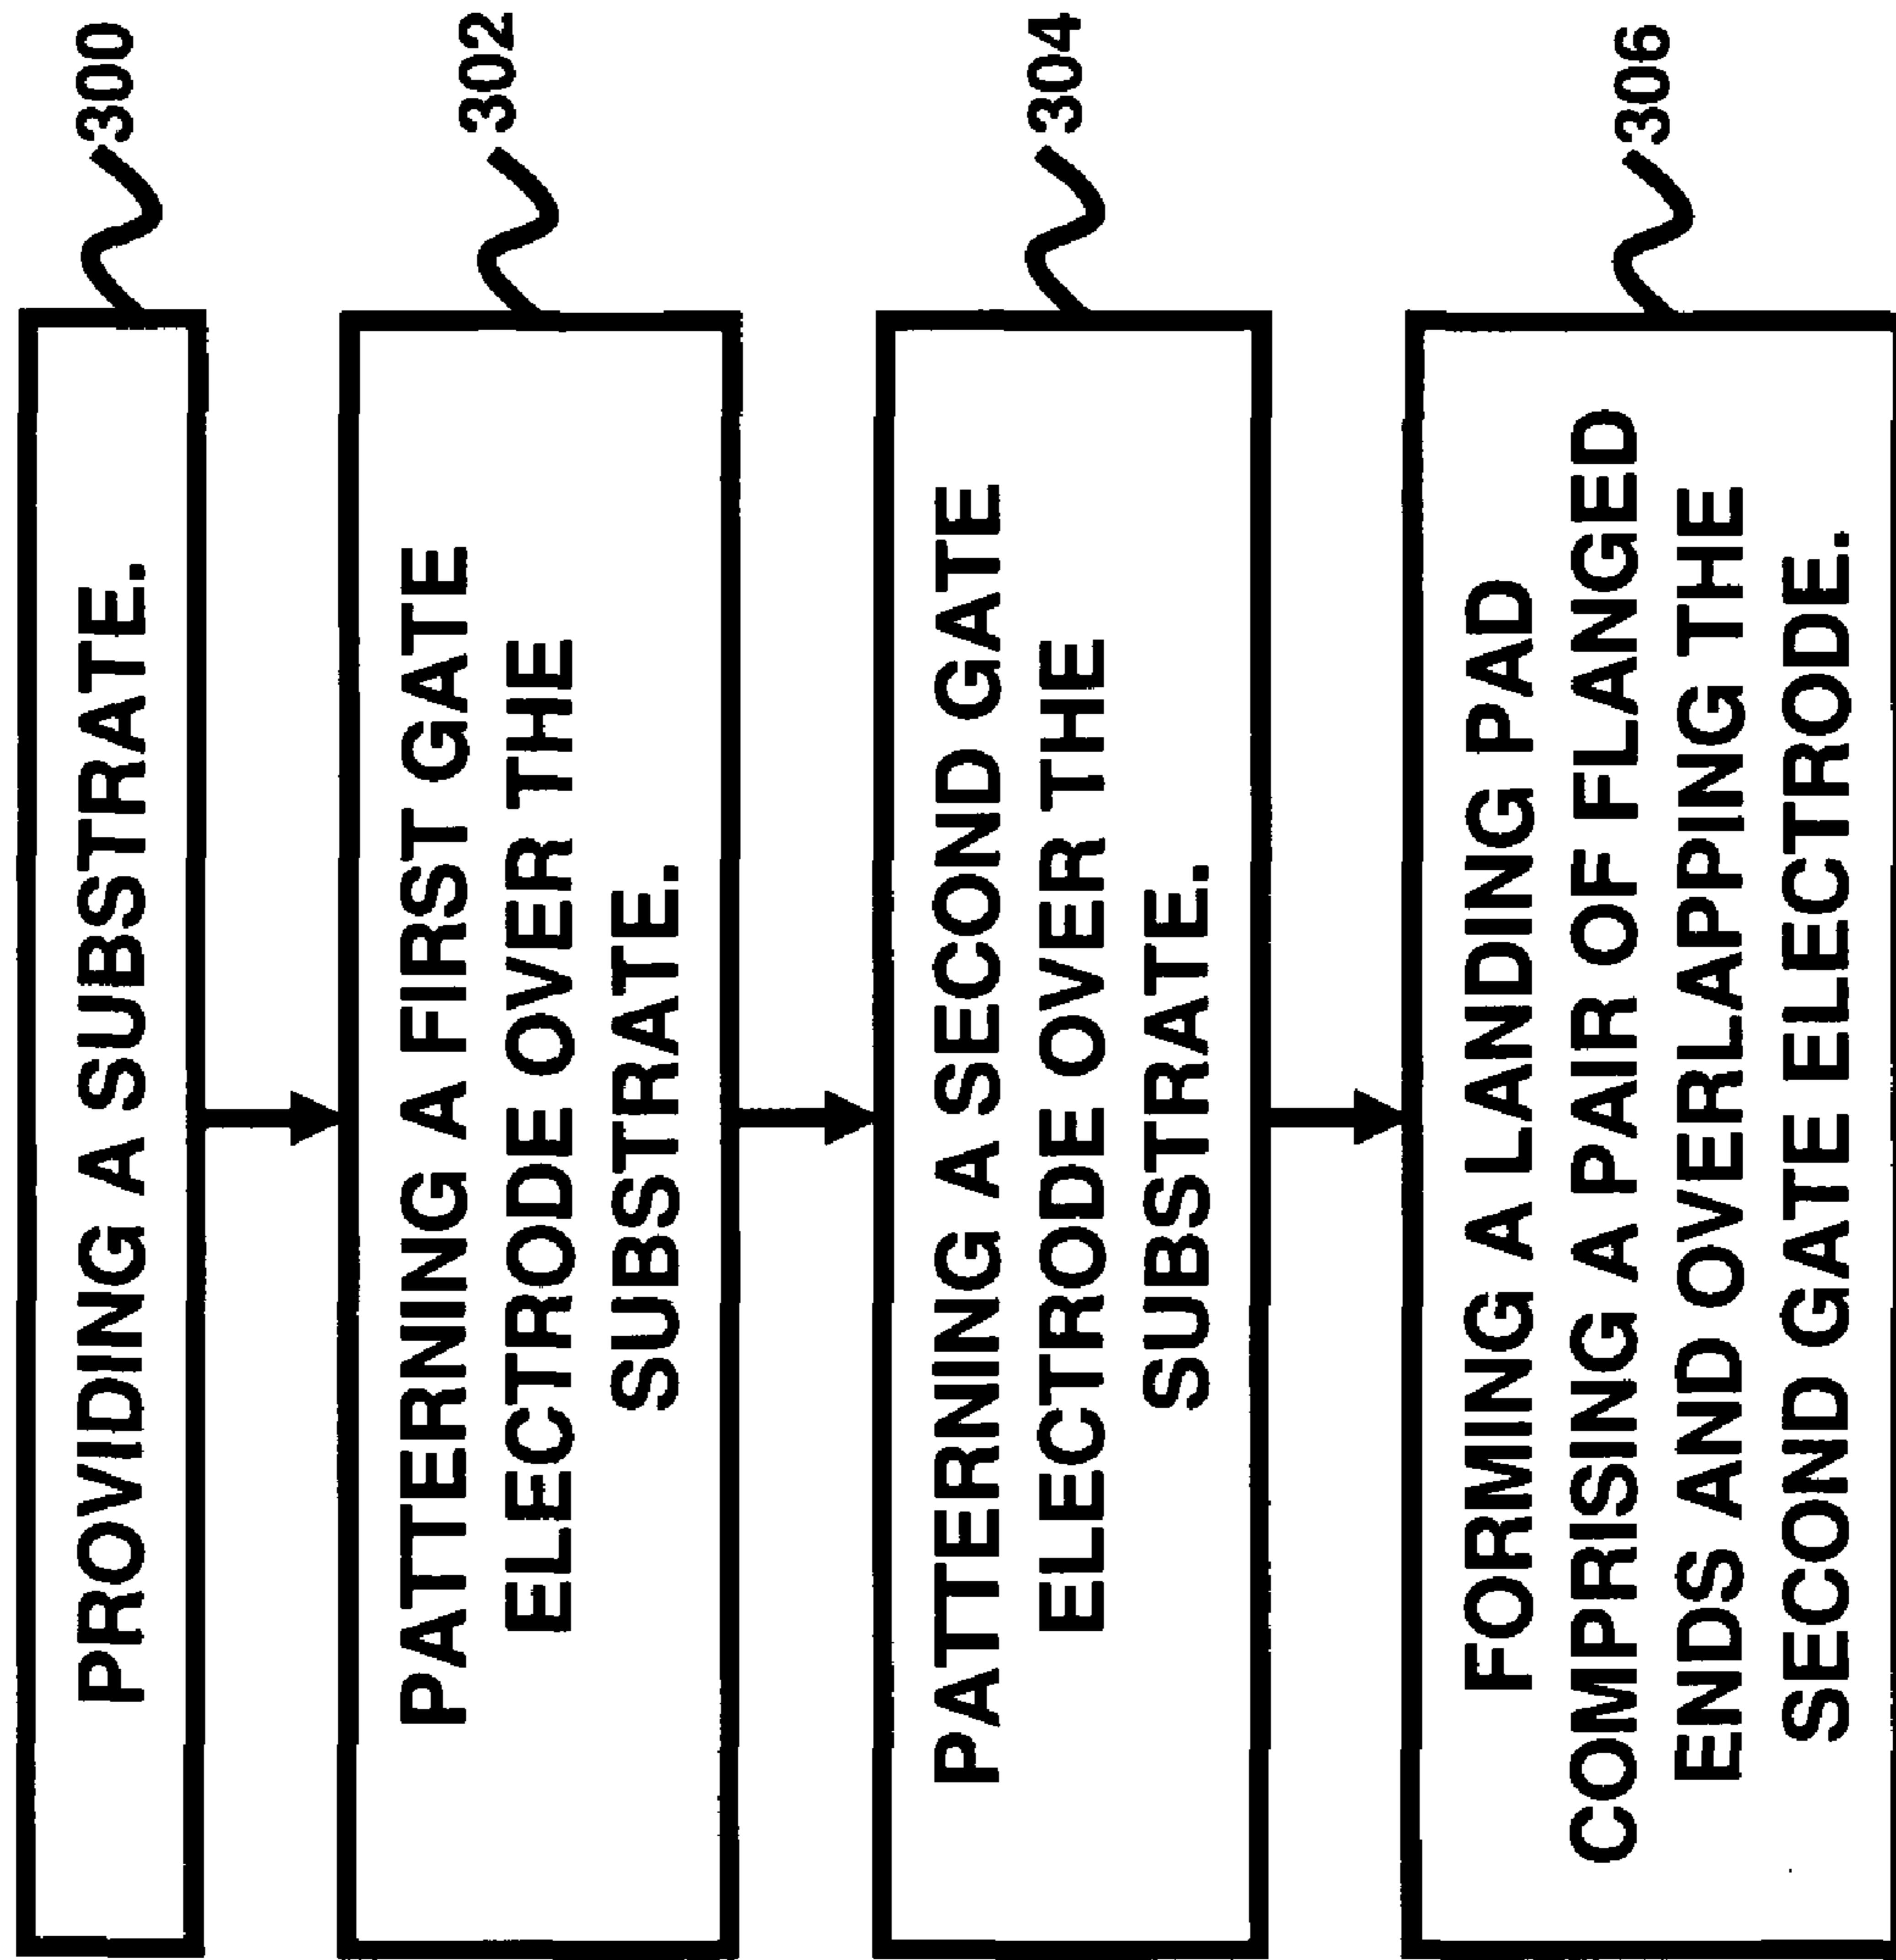 PROVIDING A SUBSTRATE.
300
PATTERNING A FIRST GATE
ELECTRODE OVER THE
SUBSTRATE.
302
PATTERNING A SECOND GATE
ELECTRODE OVER THE
SUBSTRATE.
304
FORMING A LANDING PAD
COMPRISING A PAIR OF FLANGED
ENDS AND OVERLAPPING THE
SECOND GATE ELECTRODE.
306